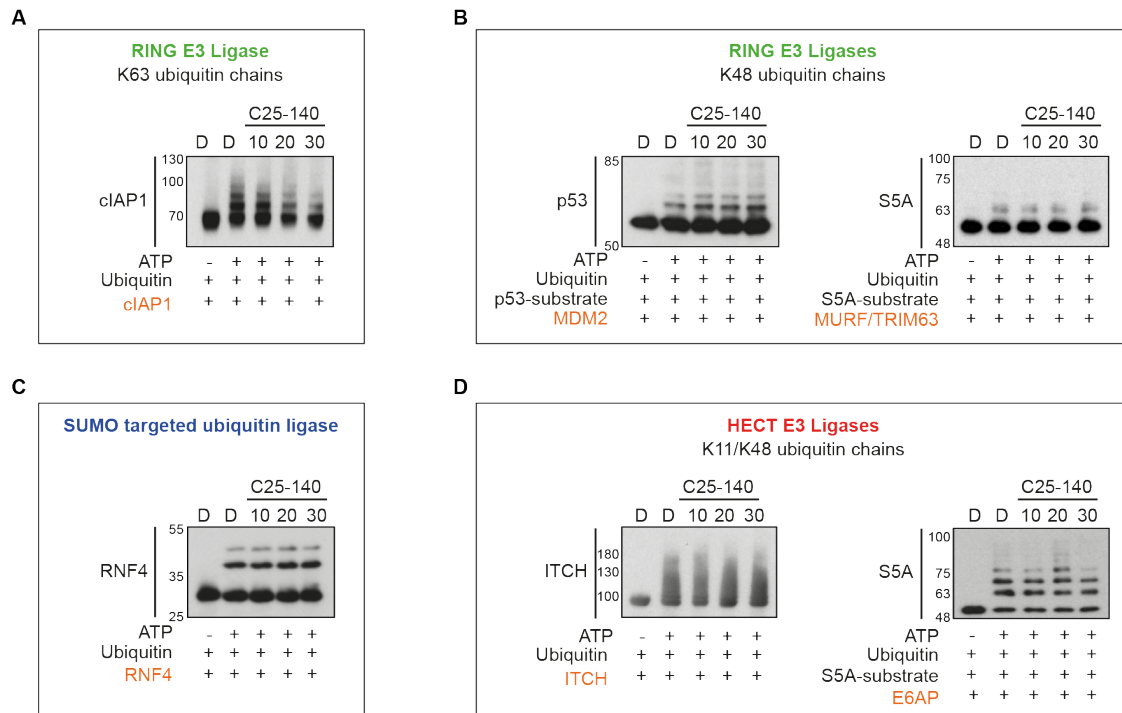 A
RING E3 Ligase
K63 ubiquitin chains
C25-140
D D 10 20 30
130
100
70
cIAP1
ATP - + + + +
Ubiquitin + + + + +
cIAP1 + + + + +
B
RING E3 Ligases
K48 ubiquitin chains
C25-140
D D 10 20 30
85
50
p53
ATP - + + + +
Ubiquitin + + + + +
p53-substrate + + + + +
MDM2 + + + + +
C25-140
D D 10 20 30
100
75
63
48
S5A
ATP - + + + +
Ubiquitin + + + + +
S5A-substrate + + + + +
MURF/TRIM63 + + + + +
C
SUMO targeted ubiquitin ligase
C25-140
D D 10 20 30
55
35
25
RNF4
ATP - + + + +
Ubiquitin + + + + +
RNF4 + + + + +
D
HECT E3 Ligases
K11/K48 ubiquitin chains
C25-140
D D 10 20 30
180
130
100
ITCH
ATP - + + + +
Ubiquitin + + + + +
ITCH + + + + +
C25-140
D D 10 20 30
100
75
63
48
S5A
ATP - + + + +
Ubiquitin + + + + +
S5A-substrate + + + + +
E6AP + + + + +